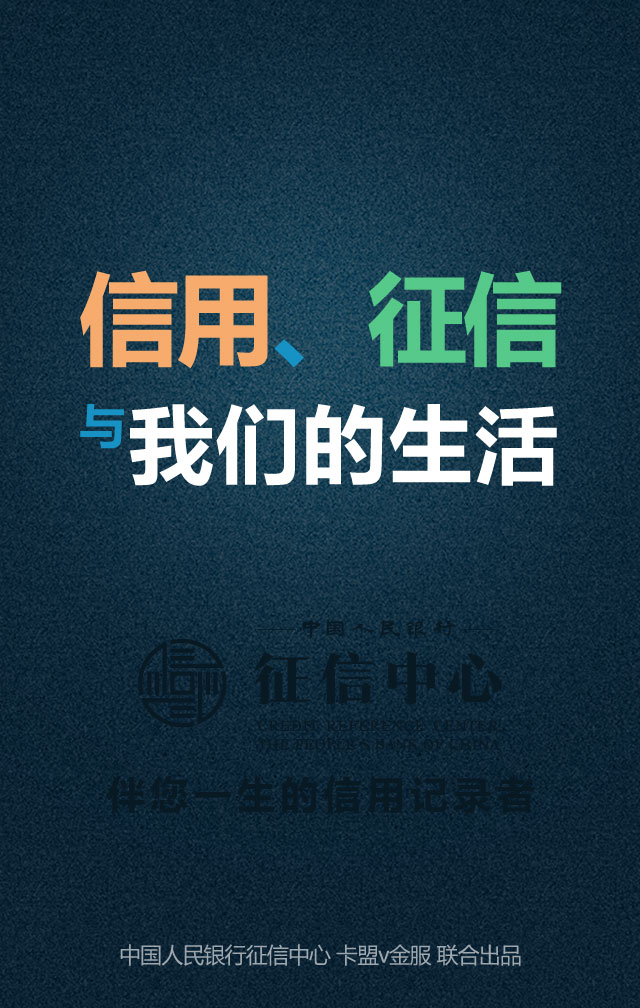 信用、征信
与我们的生活
中国人民银行
征信中心
CREDIT REFERENCE CENTER
THE PEOPLE'S BANK OF CHINA
伴您一生的信用记录者
中国人民银行征信中心 卡盟v金服 联合出品